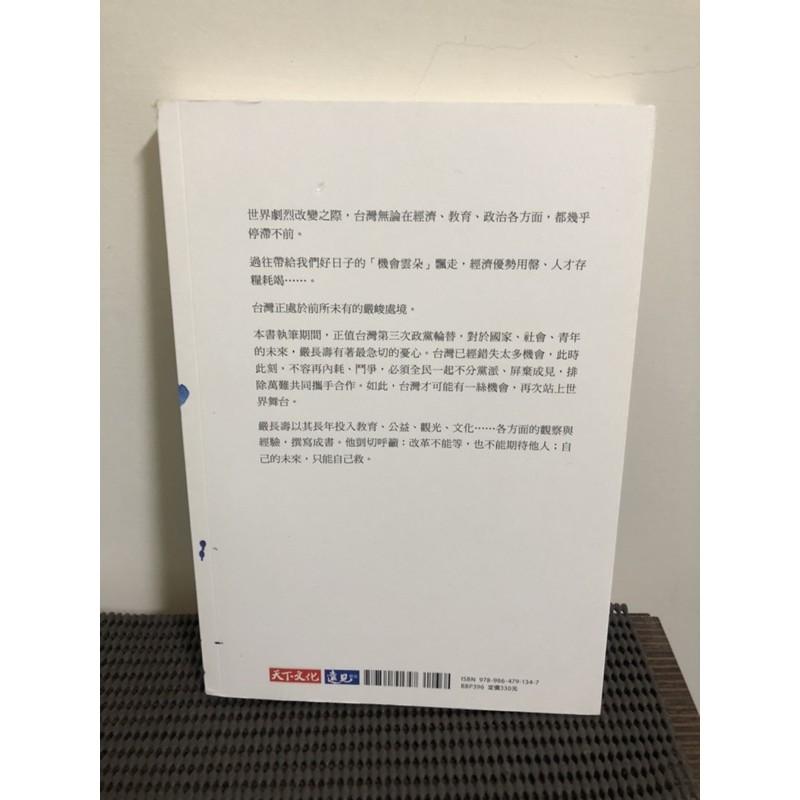 世界劇烈改變之際，台灣無論在經濟、教育、政治各方面，都幾乎
停滯不前。
過往帶給我們好日子的「機會雲朵」飄走，經濟優勢用罄、人才存
糧耗竭……。
台灣正處於前所未有的嚴峻處境。
本書執筆期間，正值台灣第三次政黨輪替，對於國家、社會、青年
的未來，嚴長壽有著最急切的憂心。台灣已經錯失太多機會，此時
此刻，不容再內耗、鬥爭，必須全民一起不分黨派、屏棄成見，排
除萬難共同攜手合作。如此，台灣才可能有一絲機會，再次站上世
界舞台。
嚴長壽以其長年投入教育、公益、觀光、文化……各方面的觀察與
經驗，撰寫成書。他剴切呼籲：改革不能等，也不能期待他人；自
己的未來，只能自己救。
天下文化 遠見
ISBN 978-986-479-134-7
BBP396 定價330元